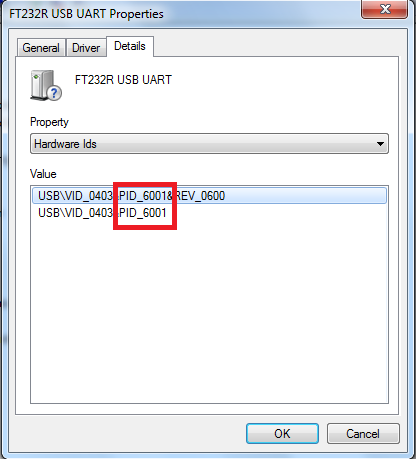 FT232R USB UART Properties
General Driver Details
FT232R USB UART
Property
Hardware Ids
Value
USB\VID_0403 PID_6001&REV_0600
USB\VID_0403 PID_6001
OK Cancel